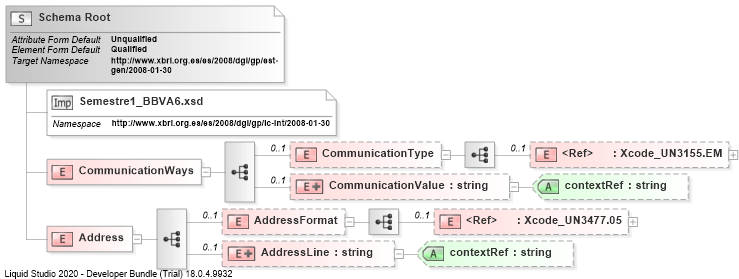 S Schema Root
Attribute Form Default Unqualified
Element Form Default Qualified
Target Namespace http://www.xbrl.org.es/es/2008/dgi/gp/est-
gen/2008-01-30
Imp Semestre1_BBVA6.xsd
Namespace http://www.xbrl.org.es/es/2008/dgi/gp/ic-int/2008-01-30
E CommunicationWays
0..1 E CommunicationType
0..1 E <Ref> : Xcode_UN3155.EM
0..1 E CommunicationValue : string
A contextRef : string
E Address
0..1 E AddressFormat
0..1 E <Ref> : Xcode_UN3477.05
0..1 E AddressLine : string
A contextRef : string
Liquid Studio 2020 - Developer Bundle (Trial) 18.0.4.9932